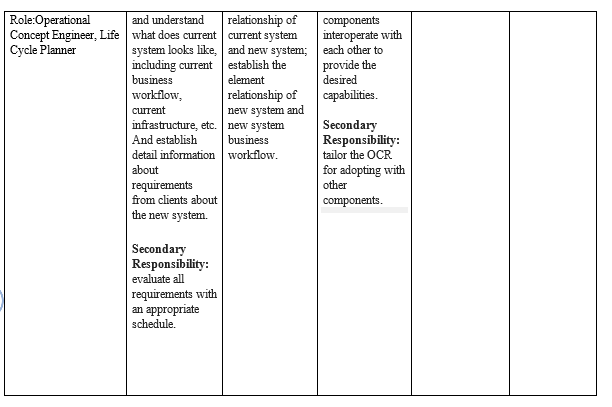 Role:Operational
Concept Engineer, Life
Cycle Planner
and understand
what does current
system looks like,
including current
business
workflow,
current
infrastructure, etc.
And establish
detail information
about
requirements
from clients about
the new system.
Secondary
Responsibility:
evaluate all
requirements with
an appropriate
schedule.
relationship of
current system
and new system;
establish the
element
relationship of
new system and
new system
business
workflow.
components
interoperate with
each other to
provide the
desired
capabilities.
Secondary
Responsibility:
tailor the OCR
for adopting with
other
components.